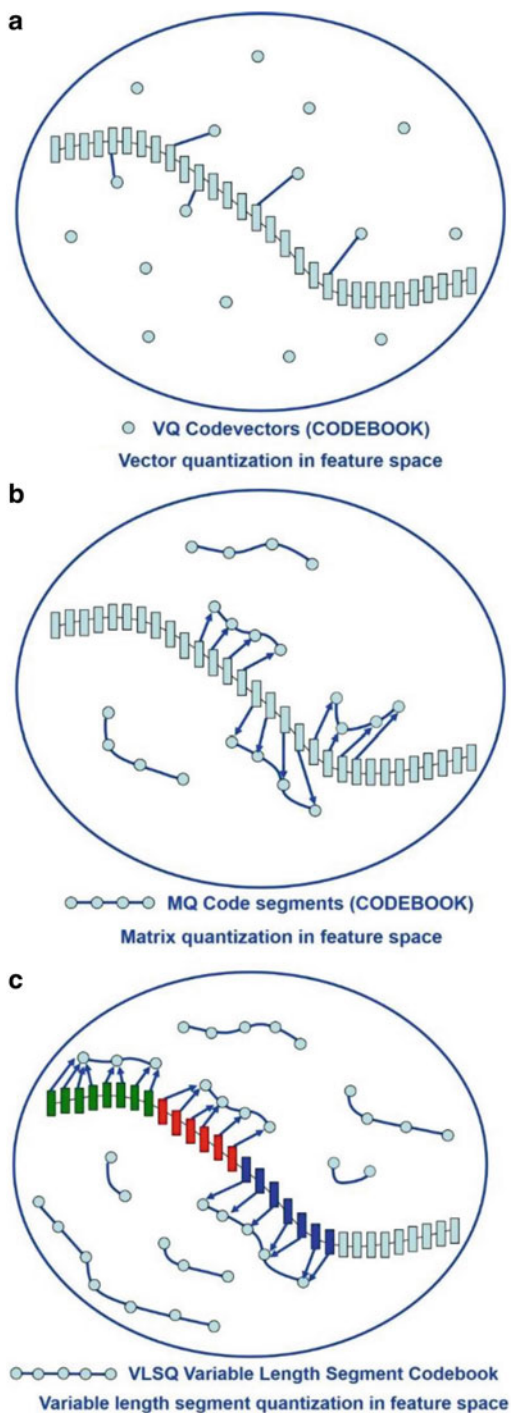 a
VQ Codevectors (CODEBOOK)
Vector quantization in feature space
b
MQ Code segments (CODEBOOK)
Matrix quantization in feature space
c
VLSQ Variable Length Segment Codebook
Variable length segment quantization in feature space